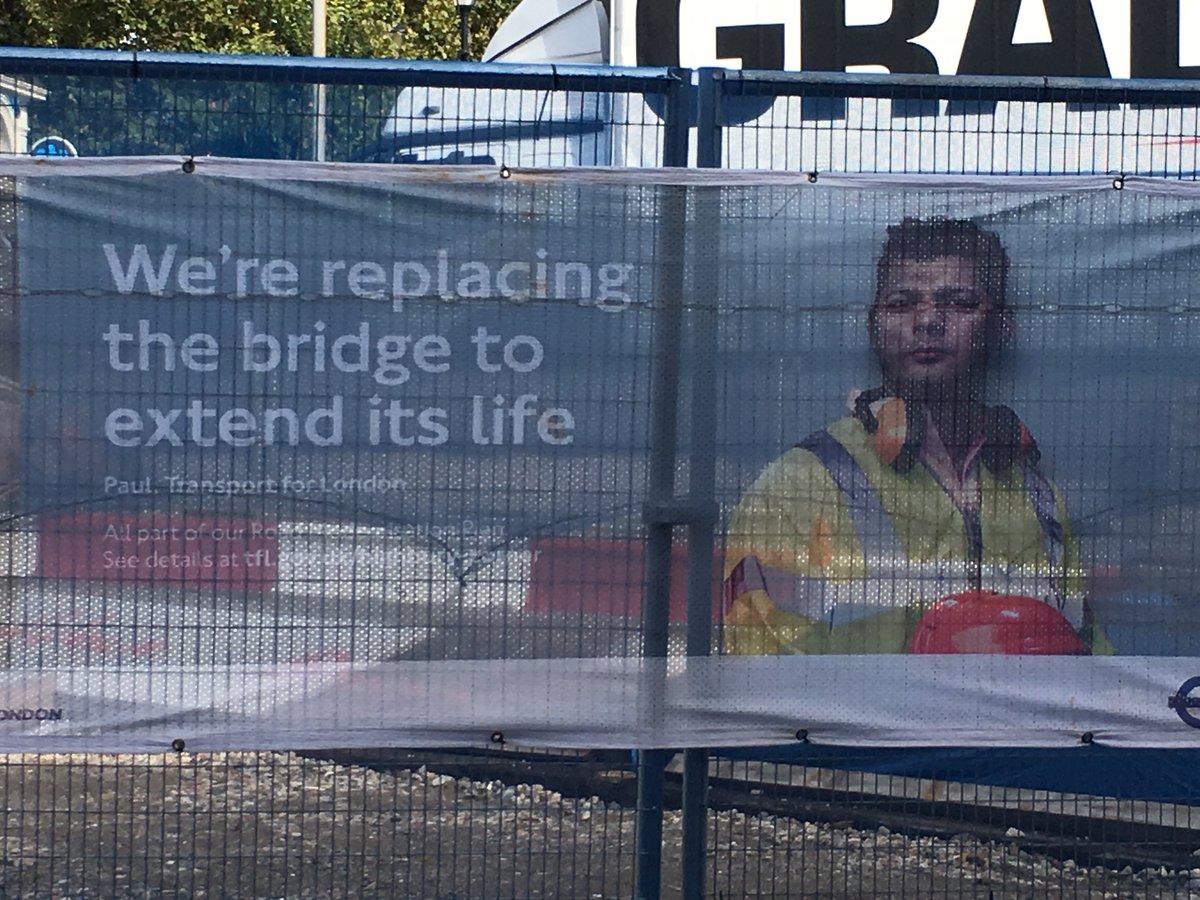 GRA
We're replacing
the bridge to
extend its life
Paul, Transport for London
All part of our
See details at tfl.
ONDON